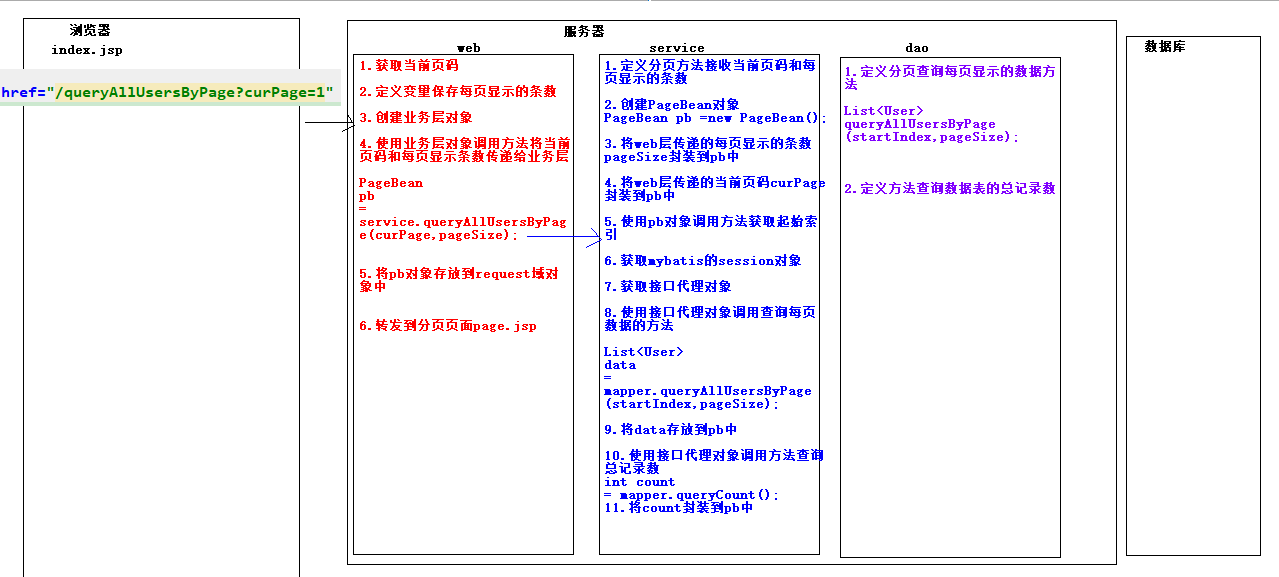 浏览器
index.jsp
href="/queryAllUsersByPage?curPage=1"
服务器
web
1.获取当前页码
2.定义变量保存每页显示的条数
3.创建业务层对象
4.使用业务层对象调用方法将当前
页码和每页显示条数传递给业务层
PageBean
pb
=
service.queryAllUsersByPag
e(curPage,pageSize);
5.将pb对象存放到request域对
象中
6.转发到分页页面page.jsp
service
1.定义分页方法接收当前页码和每
页显示的条数
2.创建PageBean对象
PageBean pb =new PageBean();
3.将web层传递的每页显示的条数
pageSize封装到pb中
4.将web层传递的当前页码curPage
封装到pb中
5.使用pb对象调用方法获取起始索
引
6.获取mybatis的session对象
7.获取接口代理对象
8.使用接口代理对象调用查询每页
数据的方法
List<User>
data
=
mapper.queryAllUsersByPage
(startIndex,pageSize);
9.将data存放到pb中
10.使用接口代理对象调用方法查询
总记录数
int count
= mapper.queryCount();
11.将count封装到pb中
dao
1.定义分页查询每页显示的数据方
法
List<User>
queryAllUsersByPage
(startIndex,pageSize);
2.定义方法查询数据表的总记录数
数据库